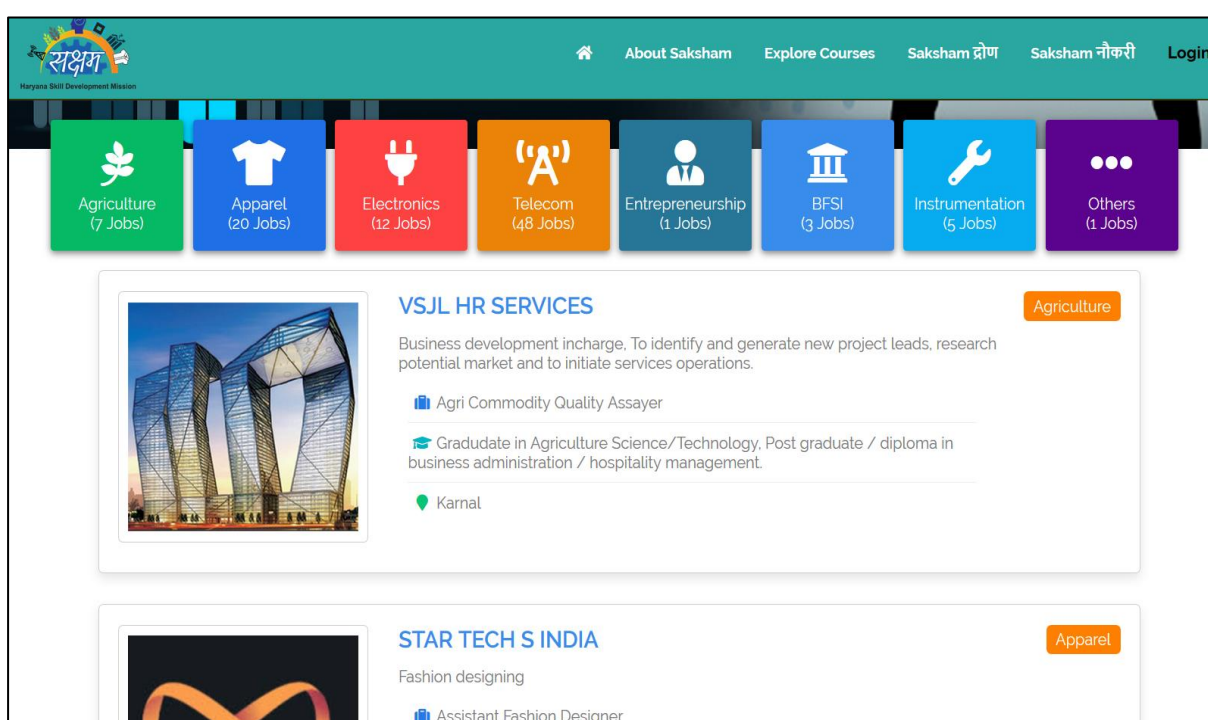 सक्षम
Haryana Skill Development Mission
About Saksham
Explore Courses
Saksham द्रोण
Saksham नौकरी
Login
Agriculture
(7 Jobs)
Apparel
(20 Jobs)
Electronics
(12 Jobs)
Telecom
(48 Jobs)
Entrepreneurship
(1 Jobs)
BFSI
(3 Jobs)
Instrumentation
(5 Jobs)
Others
(1 Jobs)
VSJL HR SERVICES
Agriculture
Business development incharge, To identify and generate new project leads, research
potential market and to initiate services operations.
Agri Commodity Quality Assayer
Gradudate in Agriculture Science/Technology, Post graduate / diploma in
business administration / hospitality management.
Karnal
STAR TECH S INDIA
Apparel
Fashion designing
Assistant Fashion Designer